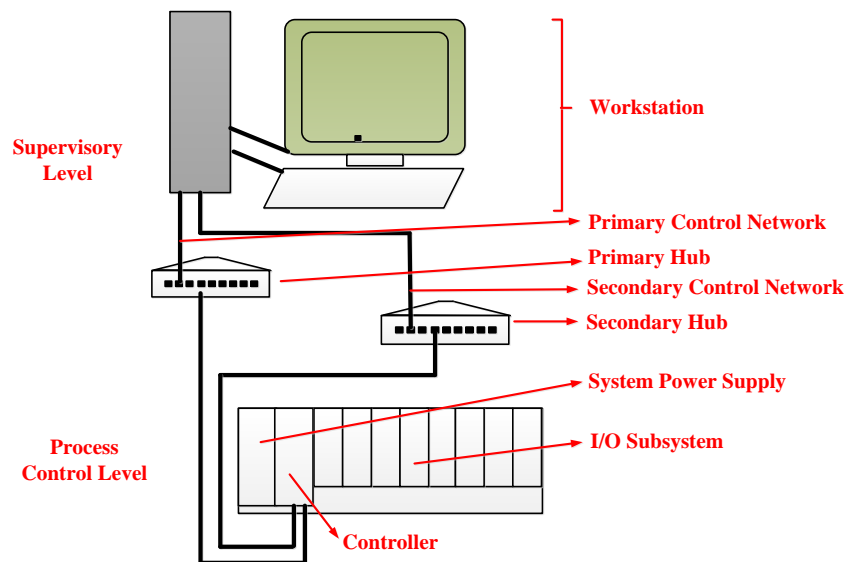 Workstation
Supervisory
Level
Primary Control Network
Primary Hub
Secondary Control Network
Secondary Hub
System Power Supply
I/O Subsystem
Process
Control Level
Controller